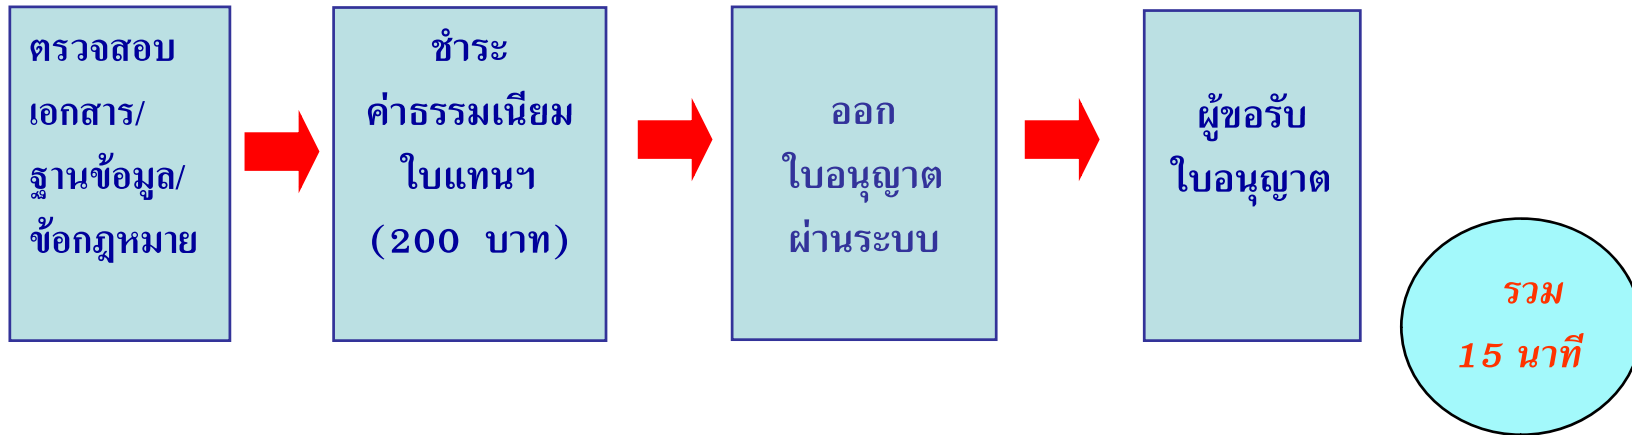 ตรวจสอบ
เอกสาร/
ฐานข้อมูล/
ข้อกฎหมาย
ชำระ
ค่าธรรมเนียม
ใบแทนฯ
(200 บาท)
ออก
ใบอนุญาต
ผ่านระบบ
ผู้ขอรับ
ใบอนุญาต
รวม
15 นาที